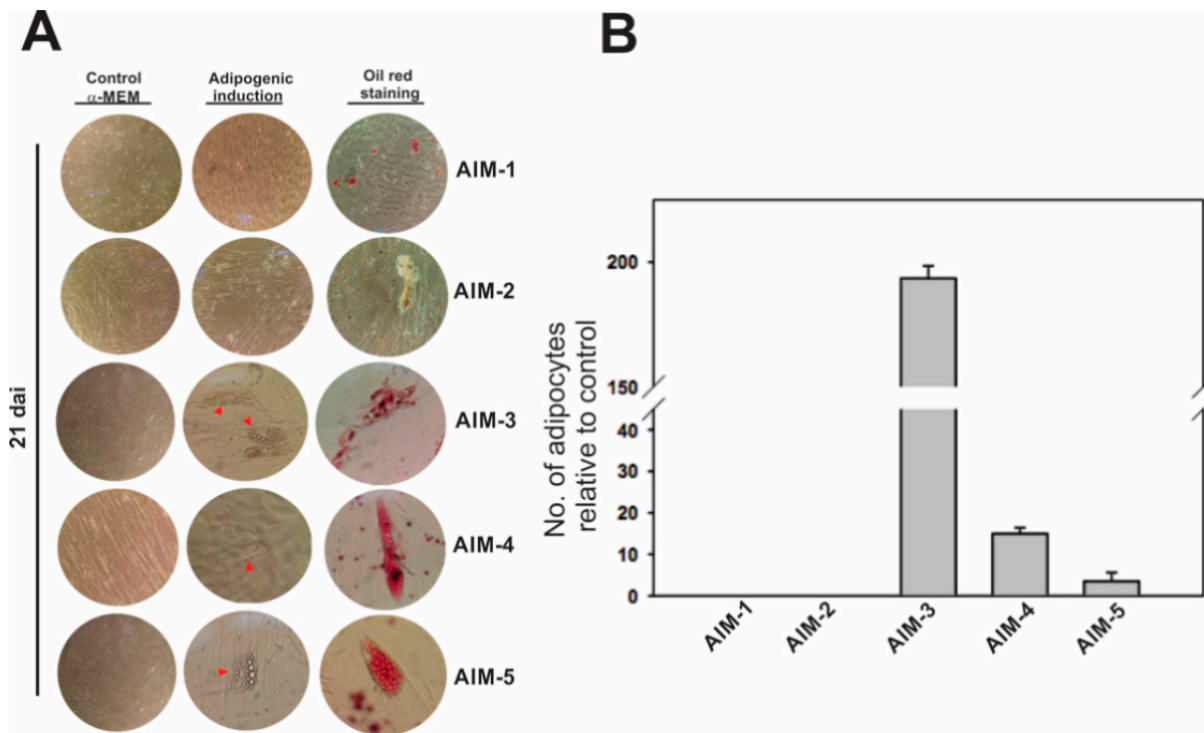 A
Control
α-MEM
Adipogenic
induction
Oil red
staining
21 dai
AIM-1
AIM-2
AIM-3
AIM-4
AIM-5
B
No. of adipocytes
relative to control
200
150
40
30
20
10
0
AIM-1
AIM-2
AIM-3
AIM-4
AIM-5